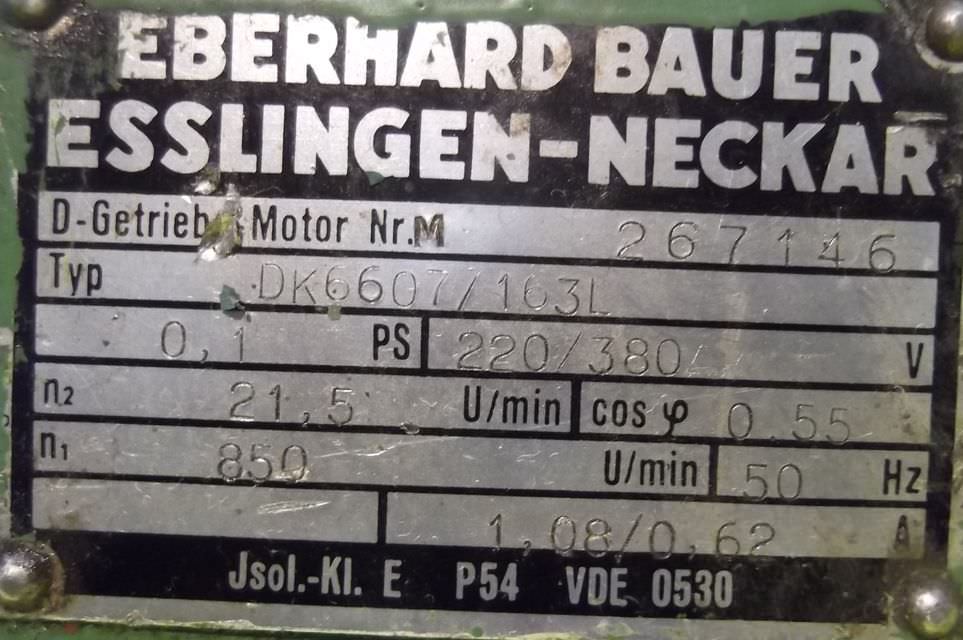 EBERHARD BAUER
ESSLINGEN-NECKAR
D-Getriebe Motor Nr. M 267146
Typ DK6607/163L
0,1 PS 220/380 V
n₂ 21,5 U/min cos φ 0.55
n₁ 850 U/min 50 Hz
1,08/0,62 A
Jsol.-Kl. E P54 VDE 0530